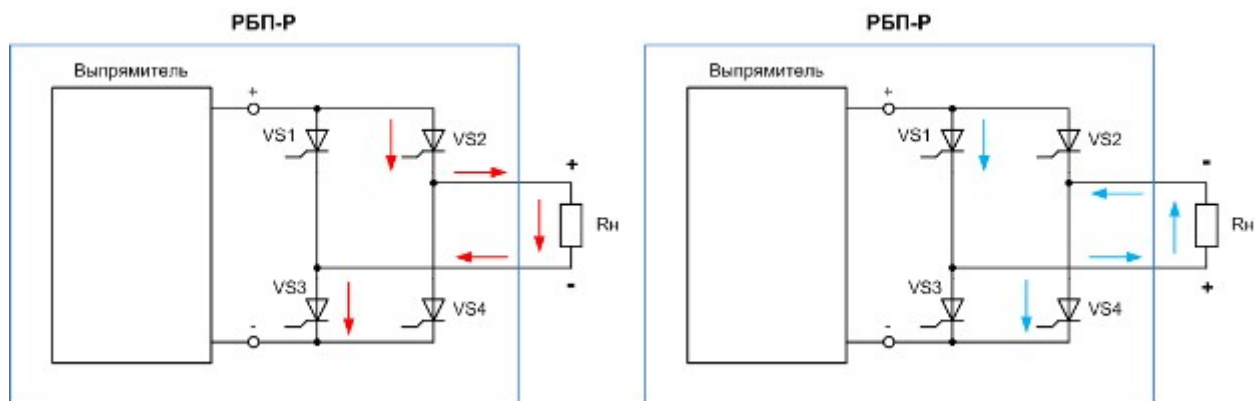 РБП-Р
Выпрямитель
+
VS1
VS2
+
Rн
-
VS3
VS4
-
РБП-Р
Выпрямитель
+
VS1
VS2
-
Rн
+
VS3
VS4
-